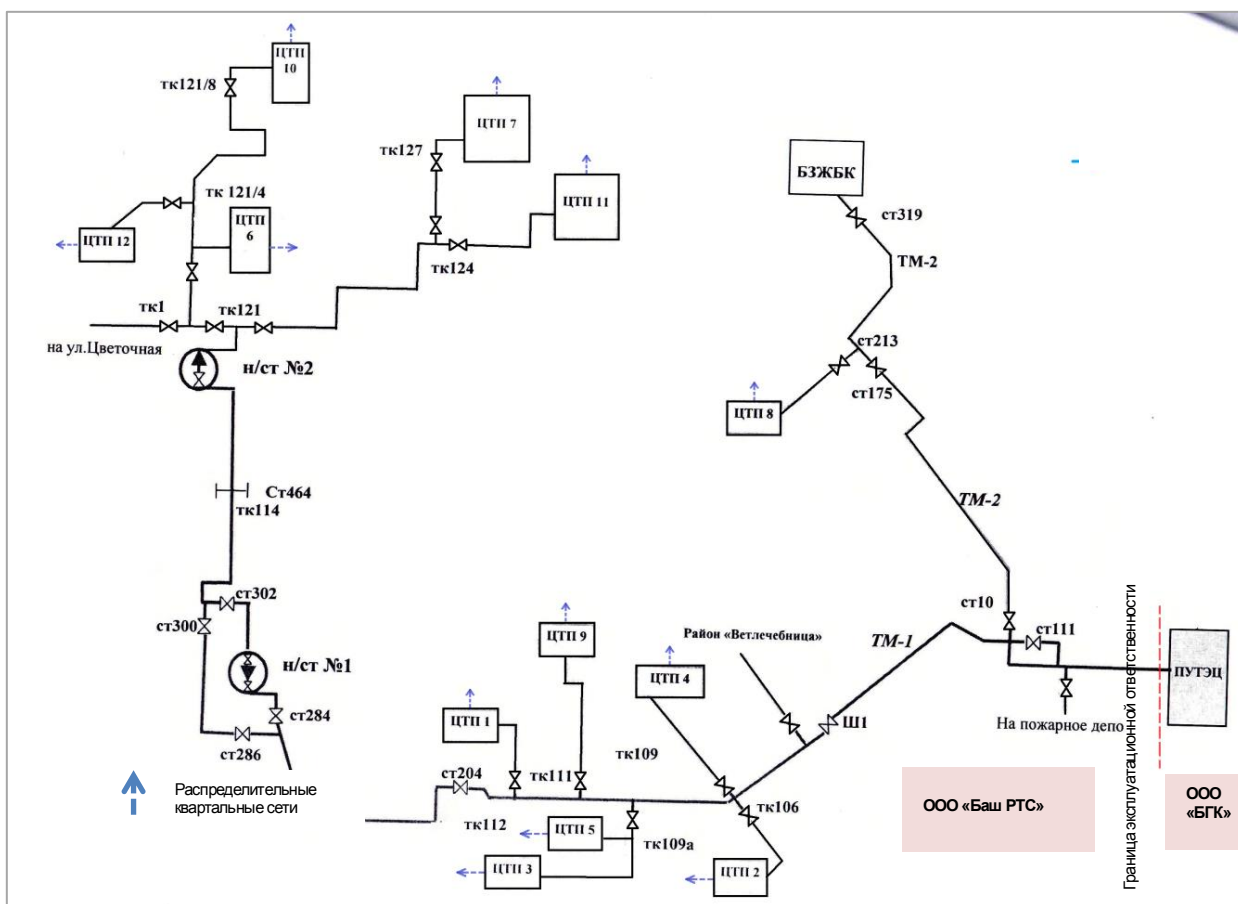 ЦТП
10
тк121/8
ЦТП 7
тк127
ЦТП 11
тк 121/4
ЦТП
6
ЦТП 12
тк124
тк1
тк121
на ул.Цветочная
н/ст №2
БЗЖБК
ст319
ТМ-2
ст213
ст175
ЦТП 8
Ст464
тк114
ТМ-2
ст302
ст300
н/ст №1
ст284
ст286
ЦТП 9
Район «Ветлечебница»
ТМ-1
ст10
ст111
ПУТЭЦ
ЦТП 4
На пожарное депо
Граница эксплуатационной ответственности
ЦТП 1
Ш1
тк109
ст204
тк111
тк106
тк112
ЦТП 5
тк109а
ЦТП 3
ЦТП 2
Распределительные
квартальные сети
ООО «Баш РТС»
ООО
«БГК»